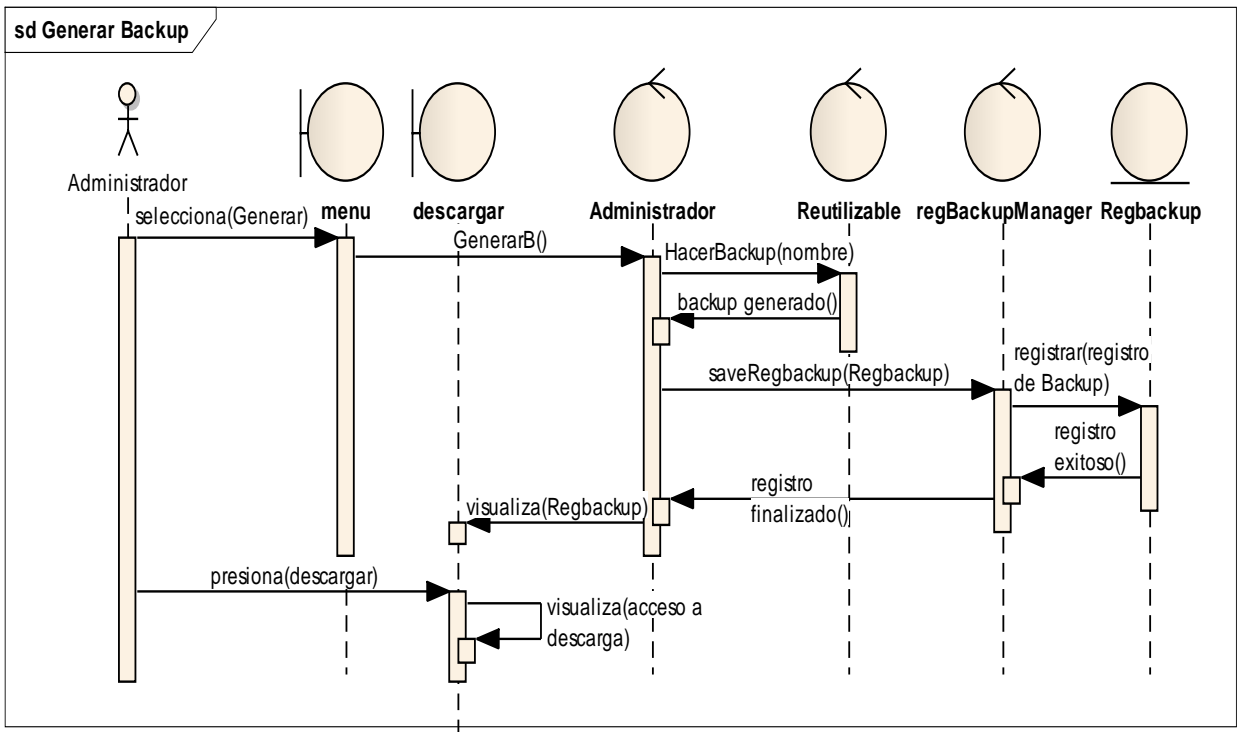 sd Generar Backup
Administrador
menu
descargar
Administrador
Reutilizable
regBackupManager
Regbackup
selecciona(Generar)
GenerarB()
HacerBackup(nombre)
backup generado()
saveRegbackup(Regbackup)
registrar(registro
de Backup)
registro
exitoso()
registro
finalizado()
visualiza(Regbackup)
presiona(descargar)
visualiza(acceso a
descarga)